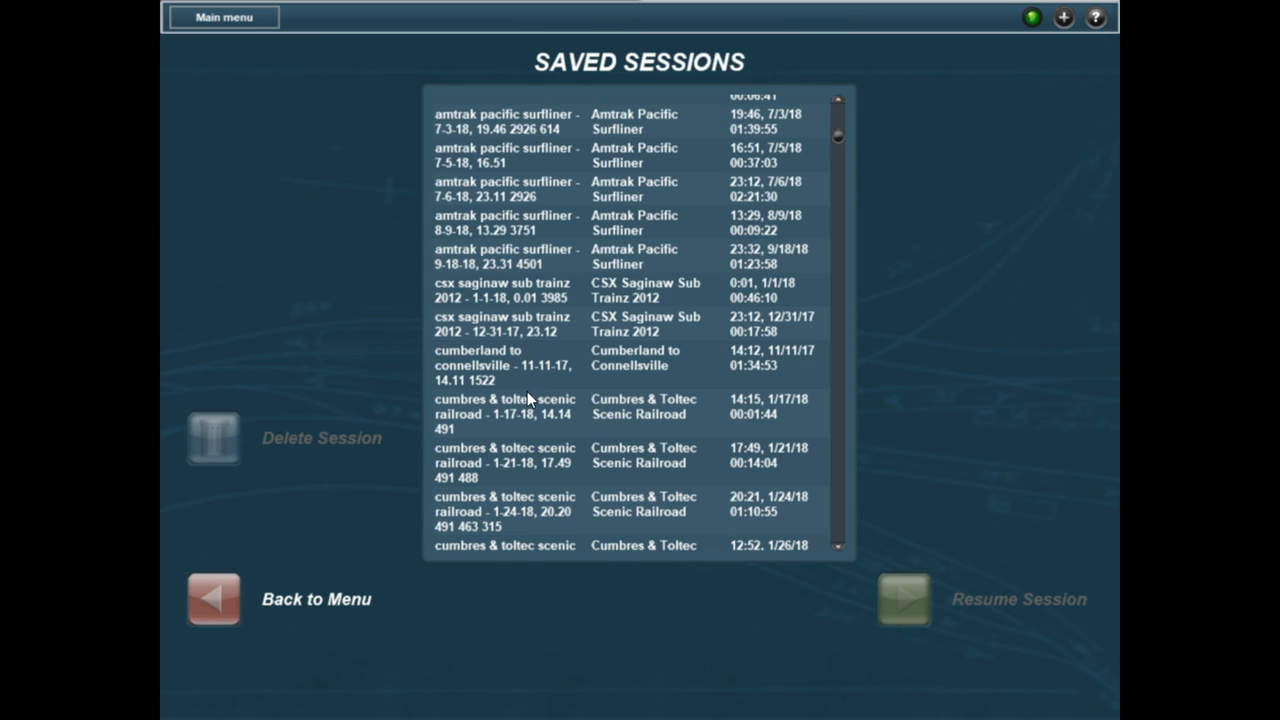 Main menu
?
SAVED SESSIONS
00:06:41
amtrak pacific surfliner - Amtrak Pacific 19:46, 7/3/18
7-3-18, 19.46 2926 614 Surfliner 01:39:55
amtrak pacific surfliner - Amtrak Pacific 16:51, 7/5/18
7-5-18, 16.51 Surfliner 00:37:03
amtrak pacific surfliner - Amtrak Pacific 23:12, 7/6/18
7-6-18, 23.11 2926 Surfliner 02:21:30
amtrak pacific surfliner - Amtrak Pacific 13:29, 8/9/18
8-9-18, 13.29 3751 Surfliner 00:09:22
amtrak pacific surfliner - Amtrak Pacific 23:32, 9/18/18
9-18-18, 23.31 4501 Surfliner 01:23:58
csx saginaw sub trainz CSX Saginaw Sub 0:01, 1/1/18
2012 - 1-1-18, 0.01 3985 Trainz 2012 00:46:10
csx saginaw sub trainz CSX Saginaw Sub 23:12, 12/31/17
2012 - 12-31-17, 23.12 Trainz 2012 00:17:58
cumberland to Cumberland to 14:12, 11/11/17
connellsville - 11-11-17, Connellsville 01:34:53
14.11 1522
cumbres & toltec scenic Cumbres & Toltec 14:15, 1/17/18
railroad - 1-17-18, 14.14 Scenic Railroad 00:01:44
491
cumbres & toltec scenic Cumbres & Toltec 17:49, 1/21/18
railroad - 1-21-18, 17.49 Scenic Railroad 00:14:04
491 488
cumbres & toltec scenic Cumbres & Toltec 20:21, 1/24/18
railroad - 1-24-18, 20.20 Scenic Railroad 01:10:55
491 463 315
cumbres & toltec scenic Cumbres & Toltec 12:52, 1/26/18
Delete Session
Back to Menu
Resume Session